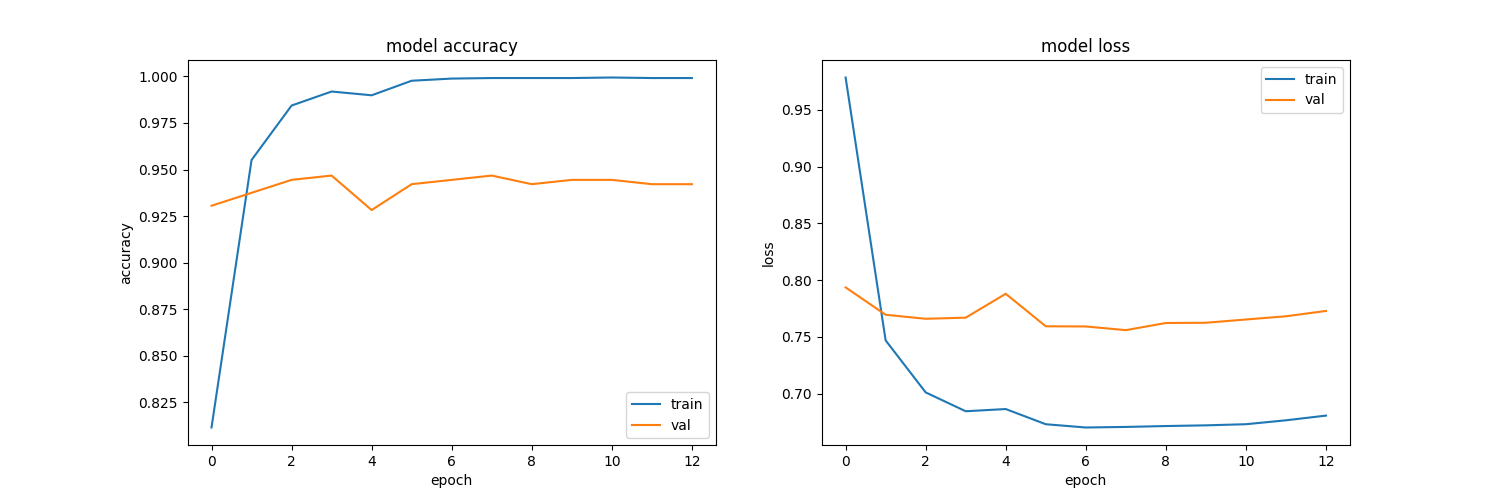 model accuracy
1.000
0.975
0.950
0.925
0.900
0.875
0.850
0.825
accuracy
0 2 4 6 8 10 12
epoch
train
val
model loss
0.95
0.90
0.85
0.80
0.75
0.70
loss
0 2 4 6 8 10 12
epoch
train
val